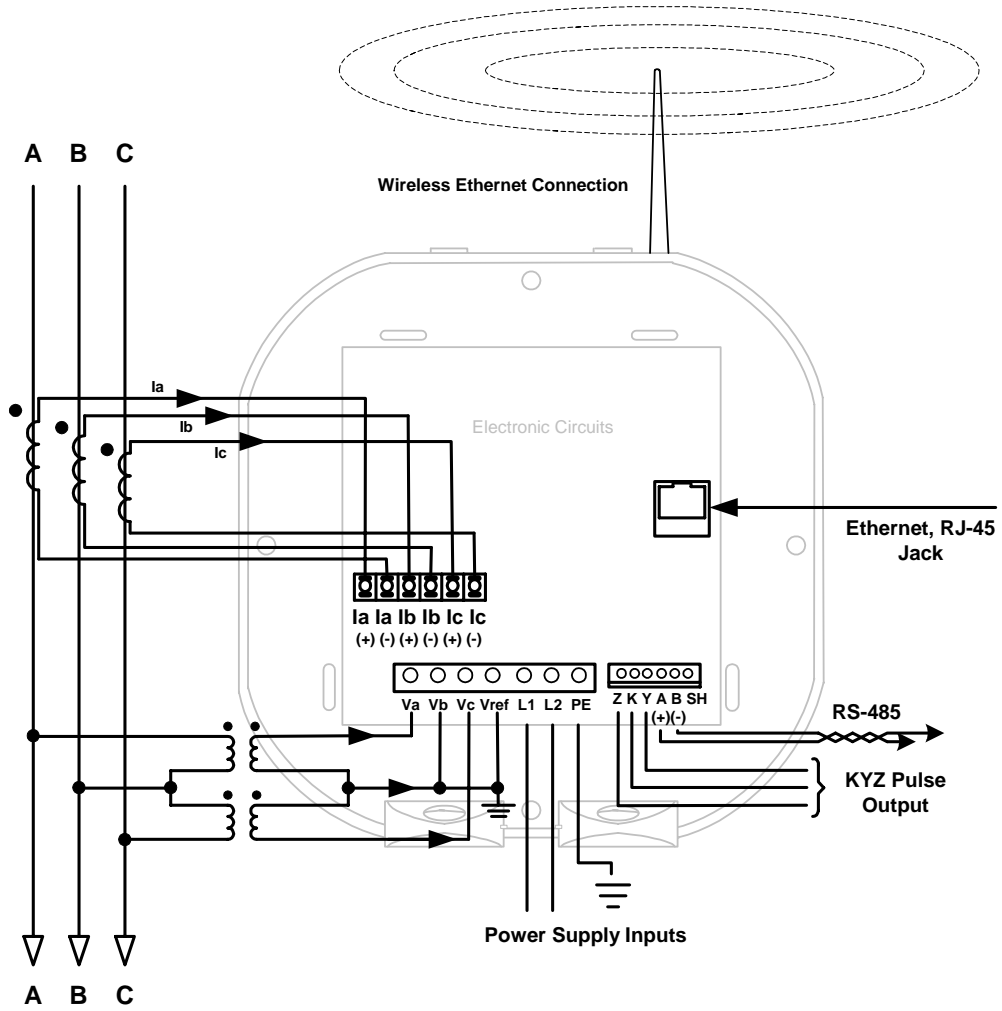 A B C
Wireless Ethernet Connection
Ia
Ib
Ic
Electronic Circuits
Ethernet, RJ-45
Jack
Ia Ia Ib Ib Ic Ic
(+) (-) (+) (-) (+) (-)
Va Vb Vc Vref L1 L2 PE
Z K Y A B SH
(+)(-)
RS-485
KYZ Pulse
Output
Power Supply Inputs
A B C